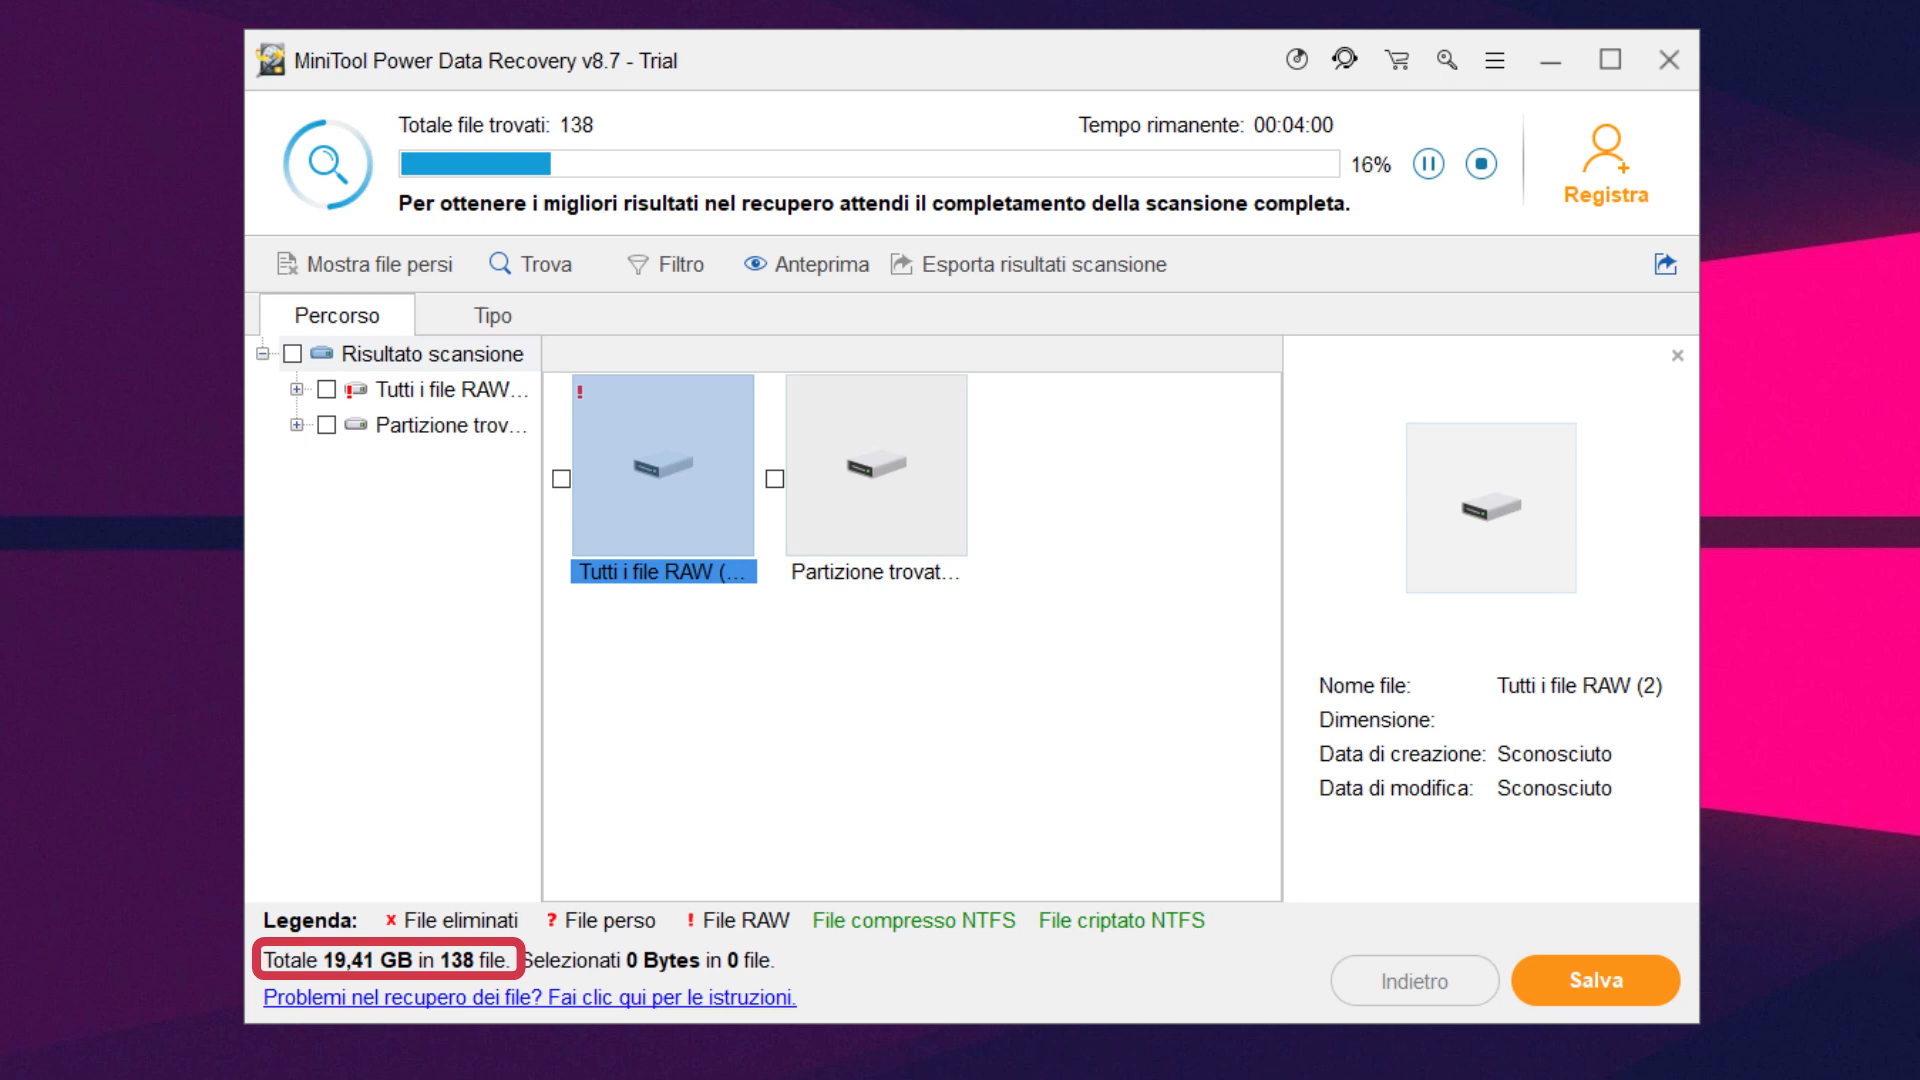 MiniTool Power Data Recovery v8.7 - Trial
Totale file trovati: 138
Tempo rimanente: 00:04:00
16%
Per ottenere i migliori risultati nel recupero attendi il completamento della scansione completa.
Registra
Mostra file persi
Trova
Filtro
Anteprima
Esporta risultati scansione
Percorso
Tipo
Risultato scansione
Tutti i file RAW...
Partizione trov...
!
Tutti i file RAW (...
Partizione trovat...
Nome file: Tutti i file RAW (2)
Dimensione:
Data di creazione: Sconosciuto
Data di modifica: Sconosciuto
Legenda: x File eliminati ? File perso ! File RAW File compresso NTFS File criptato NTFS
Totale 19,41 GB in 138 file. Selezionati 0 Bytes in 0 file.
Problemi nel recupero dei file? Fai clic qui per le istruzioni.
Indietro
Salva